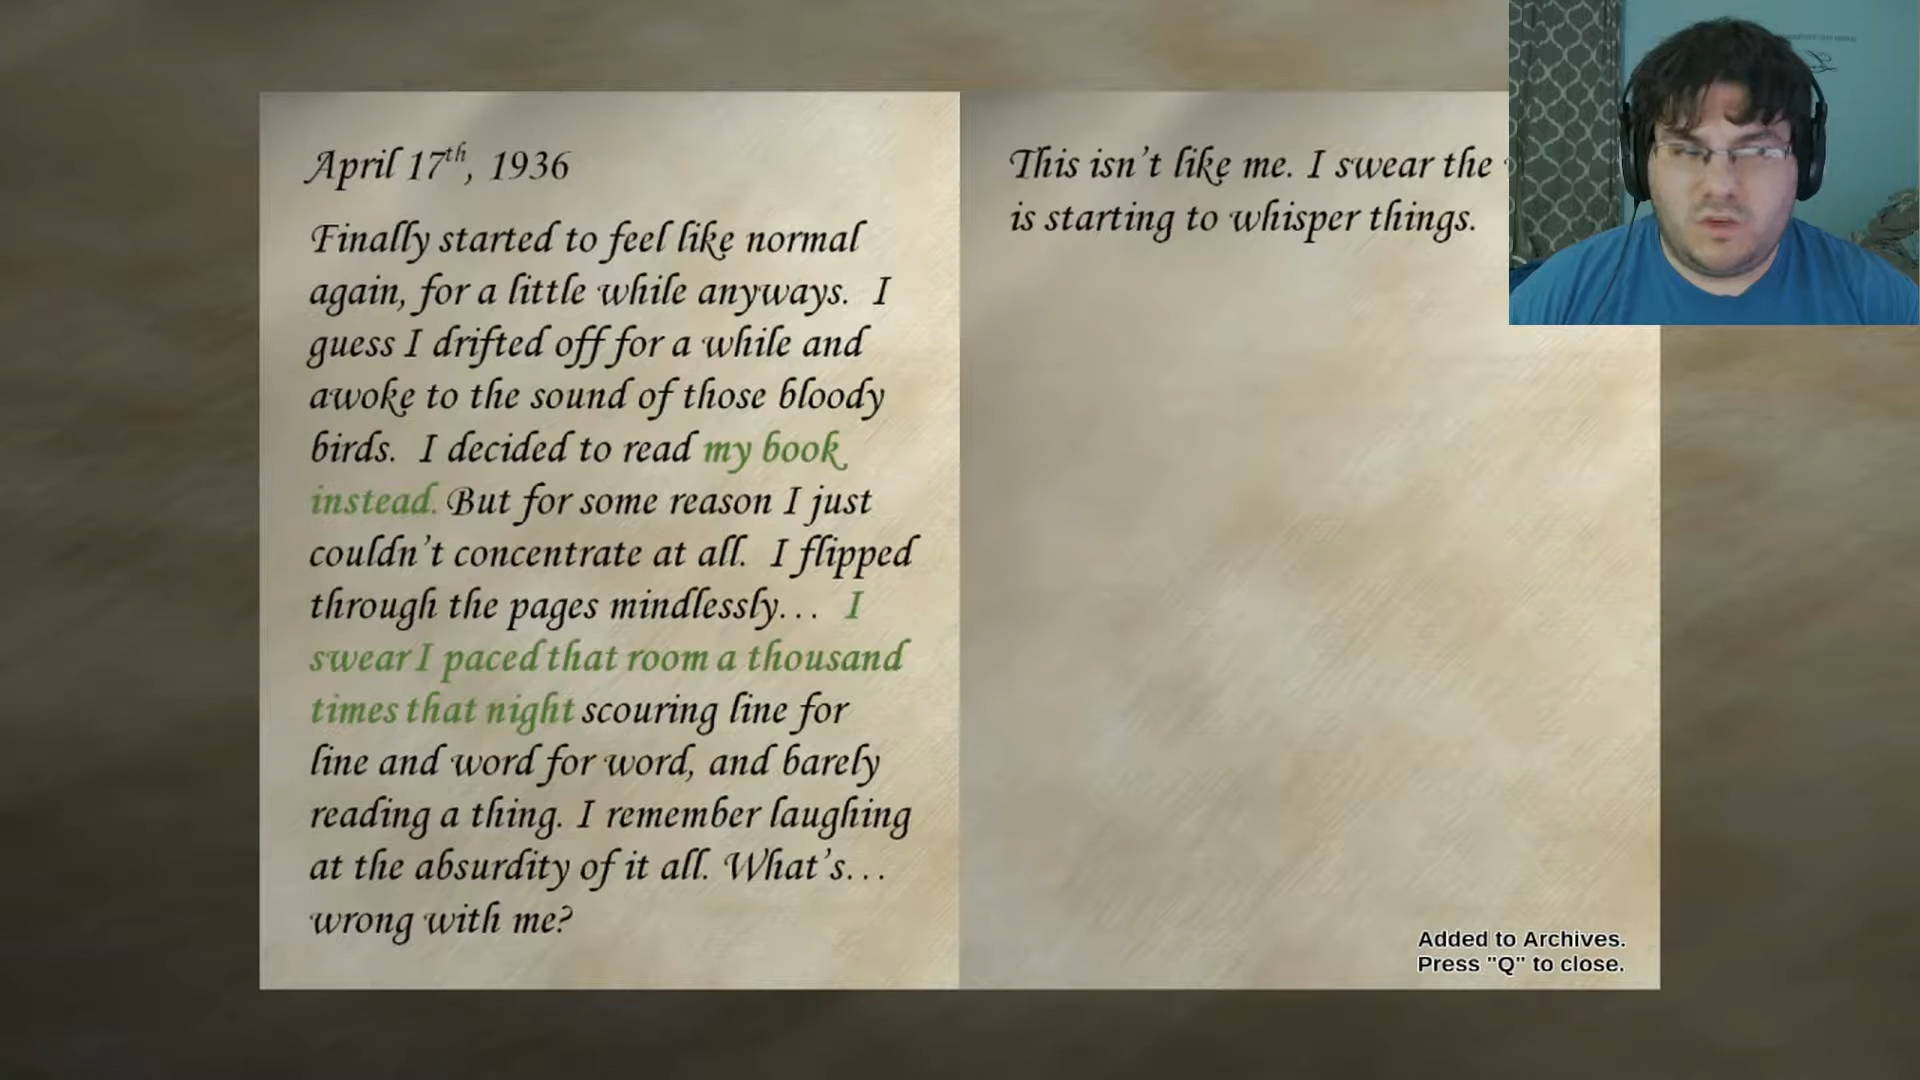 April 17th, 1936
Finally started to feel like normal
again, for a little while anyways. I
guess I drifted off for a while and
awoke to the sound of those bloody
birds. I decided to read my book
instead. But for some reason I just
couldn't concentrate at all. I flipped
through the pages mindlessly... I
swear I paced that room a thousand
times that night scouring line for
line and word for word, and barely
reading a thing. I remember laughing
at the absurdity of it all. What's...
wrong with me?
This isn't like me. I swear the
is starting to whisper things.
Added to Archives.
Press "Q" to close.